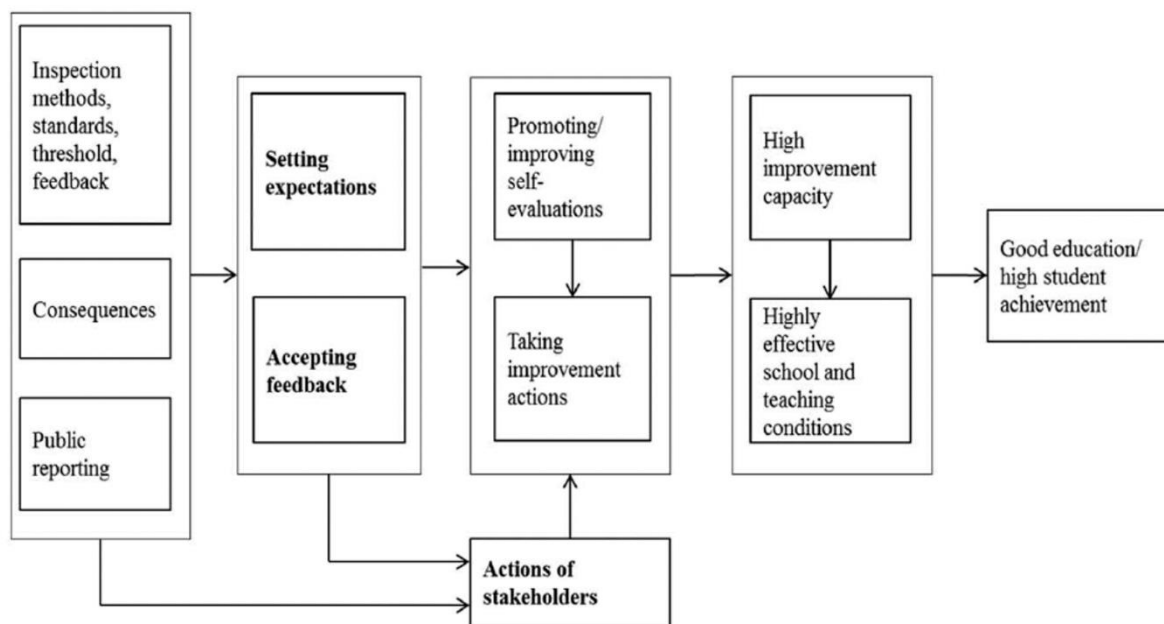 Inspection
methods,
standards,
threshold,
feedback
Consequences
Public
reporting
Setting
expectations
Accepting
feedback
Promoting/
improving
self-
evaluations
Taking
improvement
actions
Actions of
stakeholders
High
improvement
capacity
Highly
effective
school and
teaching
conditions
Good education/
high student
achievement